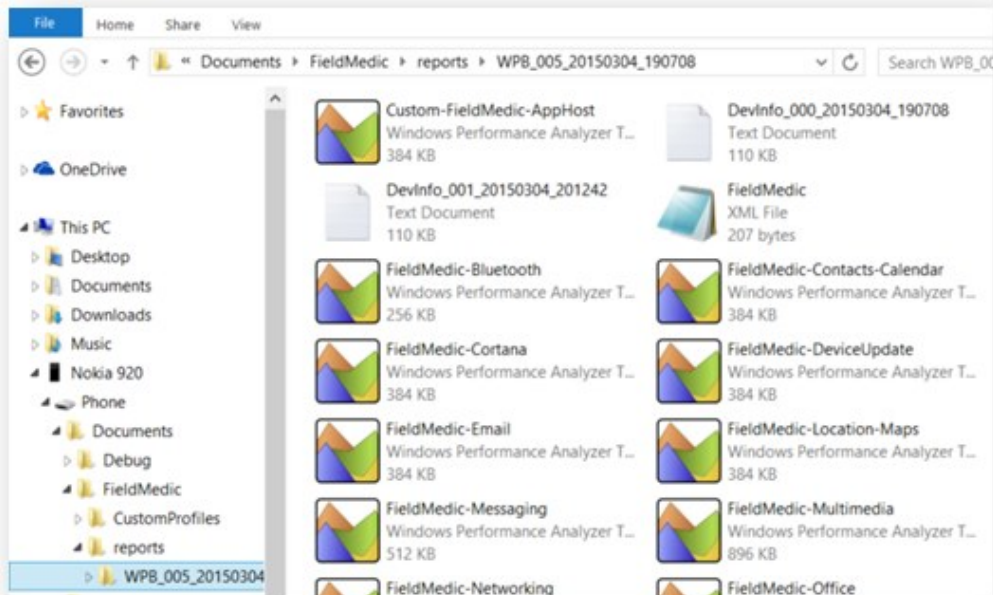 File Home Share View
« Documents FieldMedic reports WPB_005_20150304_190708 Search WPB_00
Favorites
OneDrive
This PC
Desktop
Documents
Downloads
Music
Nokia 920
Phone
Documents
Debug
FieldMedic
CustomProfiles
reports
WPB_005_20150304
Custom-FieldMedic-AppHost
Windows Performance Analyzer T...
384 KB
DevInfo_000_20150304_190708
Text Document
110 KB
DevInfo_001_20150304_201242
Text Document
110 KB
FieldMedic
XML File
207 bytes
FieldMedic-Bluetooth
Windows Performance Analyzer T...
256 KB
FieldMedic-Contacts-Calendar
Windows Performance Analyzer T...
384 KB
FieldMedic-Cortana
Windows Performance Analyzer T...
384 KB
FieldMedic-DeviceUpdate
Windows Performance Analyzer T...
384 KB
FieldMedic-Email
Windows Performance Analyzer T...
384 KB
FieldMedic-Location-Maps
Windows Performance Analyzer T...
384 KB
FieldMedic-Messaging
Windows Performance Analyzer T...
512 KB
FieldMedic-Multimedia
Windows Performance Analyzer T...
896 KB
FieldMedic-Networking
FieldMedic-Office